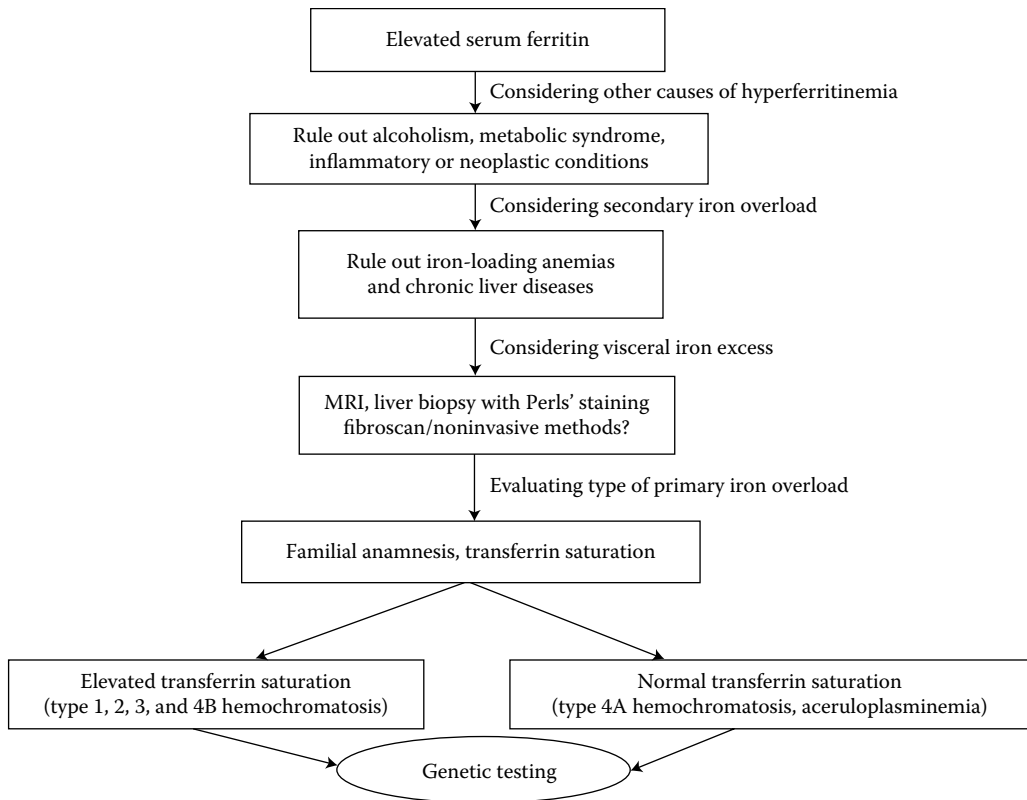 Elevated serum ferritin
Considering other causes of hyperferritinemia
Rule out alcoholism, metabolic syndrome,
inflammatory or neoplastic conditions
Considering secondary iron overload
Rule out iron-loading anemias
and chronic liver diseases
Considering visceral iron excess
MRI, liver biopsy with Perls’ staining
fibroscan/noninvasive methods?
Evaluating type of primary iron overload
Familial anamnesis, transferrin saturation
Elevated transferrin saturation
(type 1, 2, 3, and 4B hemochromatosis)
Normal transferrin saturation
(type 4A hemochromatosis, aceruloplasminemia)
Genetic testing